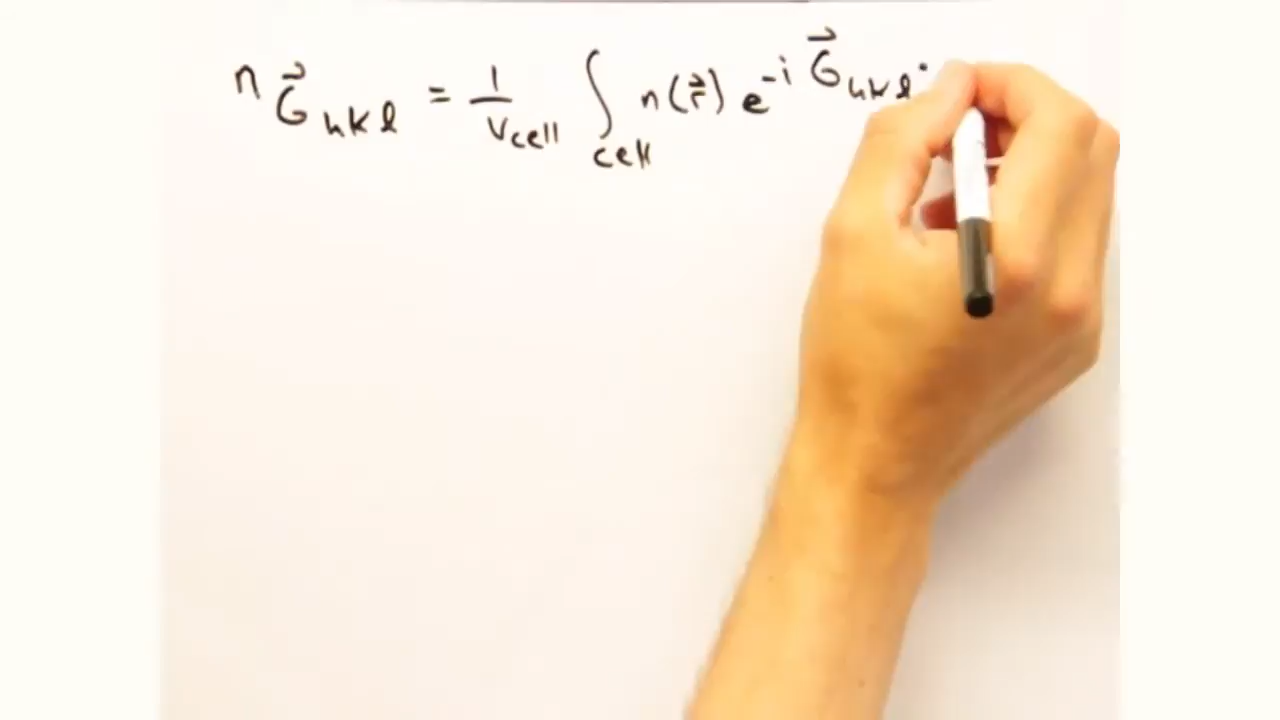 n G⃗ hkl = 1/Vcell ∫cell n(r⃗) e^-i G⃗hkl ·